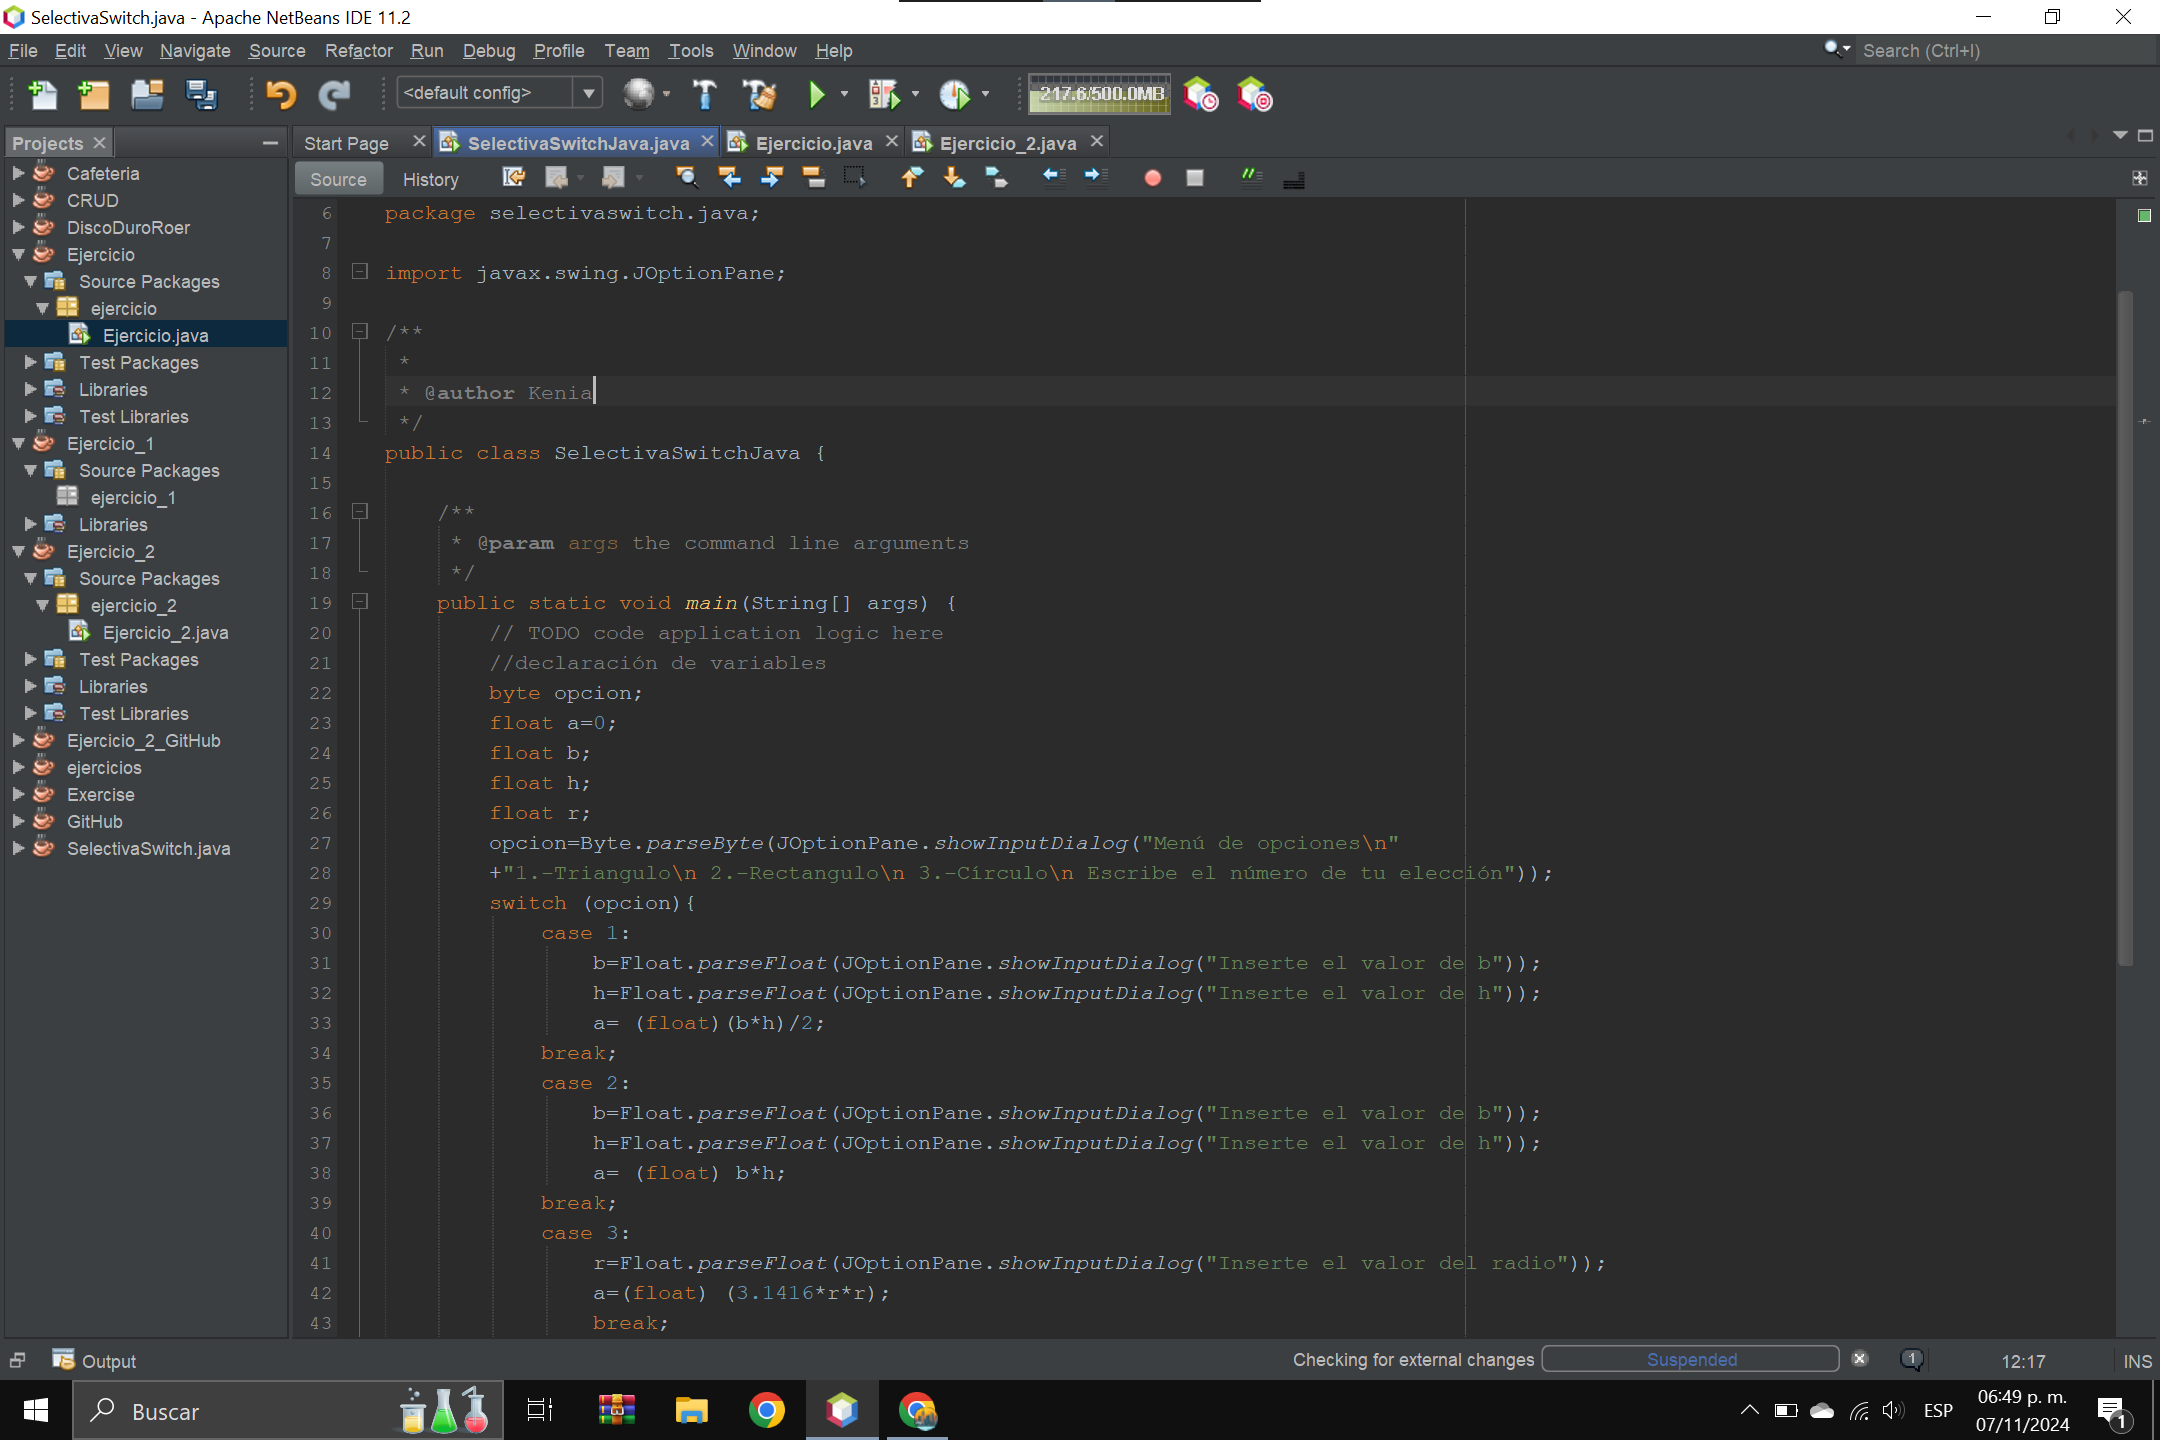 SelectivaSwitch.java - Apache NetBeans IDE 11.2
File Edit View Navigate Source Refactor Run Debug Profile Team Tools Window Help
Search (Ctrl+I)
<default config>
217.6/500.0MB
Projects
Cafeteria
CRUD
DiscoDuroRoer
Ejercicio
Source Packages
ejercicio
Ejercicio.java
Test Packages
Libraries
Test Libraries
Ejercicio_1
Source Packages
ejercicio_1
Libraries
Ejercicio_2
Source Packages
ejercicio_2
Ejercicio_2.java
Test Packages
Libraries
Test Libraries
Ejercicio_2_GitHub
ejercicios
Exercise
GitHub
SelectivaSwitch.java
Start Page SelectivaSwitchJava.java Ejercicio.java Ejercicio_2.java
Source History
6 package selectivaswitch.java;
7
8 import javax.swing.JOptionPane;
9
10 /**
11 *
12 * @author Kenia
13 */
14 public class SelectivaSwitchJava {
15
16 /**
17 * @param args the command line arguments
18 */
19 public static void main(String[] args) {
20 // TODO code application logic here
21 //declaración de variables
22 byte opcion;
23 float a=0;
24 float b;
25 float h;
26 float r;
27 opcion=Byte.parseByte(JOptionPane.showInputDialog("Menú de opciones\n"
28 +"1.-Triangulo\n 2.-Rectangulo\n 3.-Círculo\n Escribe el número de tu elección"));
29 switch (opcion){
30 case 1:
31 b=Float.parseFloat(JOptionPane.showInputDialog("Inserte el valor de b"));
32 h=Float.parseFloat(JOptionPane.showInputDialog("Inserte el valor de h"));
33 a= (float)(b*h)/2;
34 break;
35 case 2:
36 b=Float.parseFloat(JOptionPane.showInputDialog("Inserte el valor de b"));
37 h=Float.parseFloat(JOptionPane.showInputDialog("Inserte el valor de h"));
38 a= (float) b*h;
39 break;
40 case 3:
41 r=Float.parseFloat(JOptionPane.showInputDialog("Inserte el valor del radio"));
42 a=(float) (3.1416*r*r);
43 break;
Output
Checking for external changes Suspended 1 12:17 INS
Buscar
ESP
06:49 p. m.
07/11/2024
1